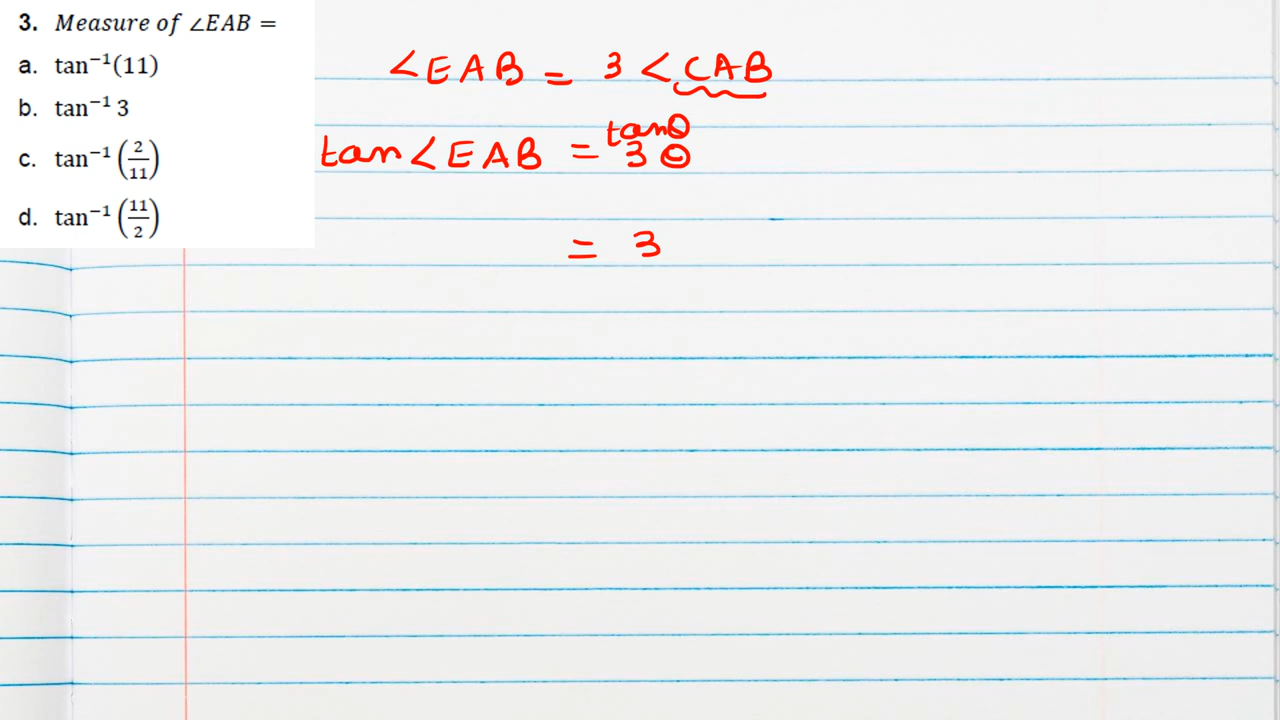 3. Measure of ∠EAB =
a. tan⁻¹(11)
b. tan⁻¹ 3
c. tan⁻¹ (2/11)
d. tan⁻¹ (11/2)
∠EAB = 3 ∠CAB
tanθ
tan∠EAB = 3θ
= 3